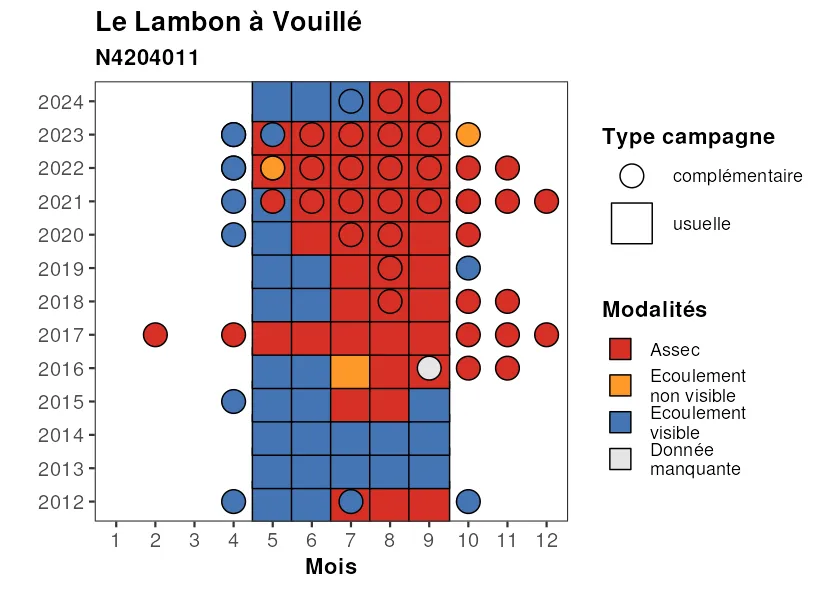 Le Lambon à Vouillé
N4204011
2024
2023
2022
2021
2020
2019
2018
2017
2016
2015
2014
2013
2012
1 2 3 4 5 6 7 8 9 10 11 12
Mois
Type campagne
complémentaire
usuelle
Modalités
Assec
Ecoulement
non visible
Ecoulement
visible
Donnée
manquante